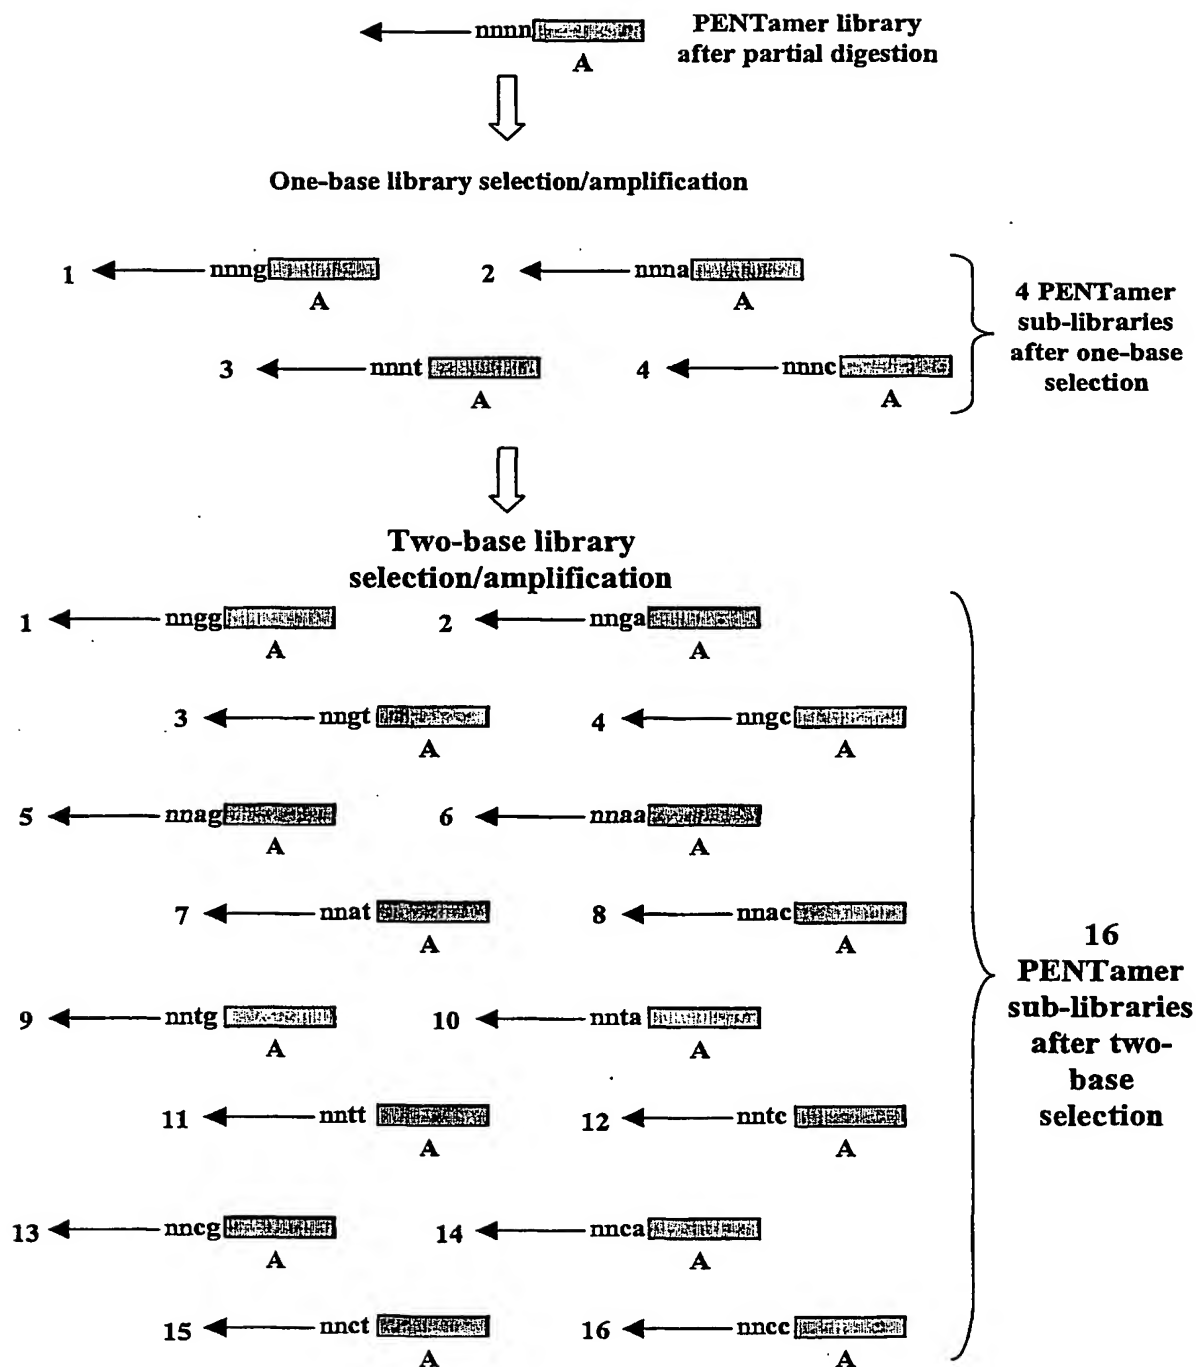 nnnn
PENTamer library
after partial digestion
A
One-base library selection/amplification
1 nnng
A
2 nnna
A
3 nnnt
A
4 nnnc
A
4 PENTamer
sub-libraries
after one-base
selection
Two-base library
selection/amplification
1 nngg
A
2 nnga
A
3 nngt
A
4 nngc
A
5 nnag
A
6 nnaa
A
7 nnat
A
8 nnac
A
9 nntg
A
10 nnta
A
11 nntt
A
12 nntc
A
13 nncg
A
14 nnca
A
15 nnct
A
16 nncc
A
16
PENTamer
sub-libraries
after two-
base
selection